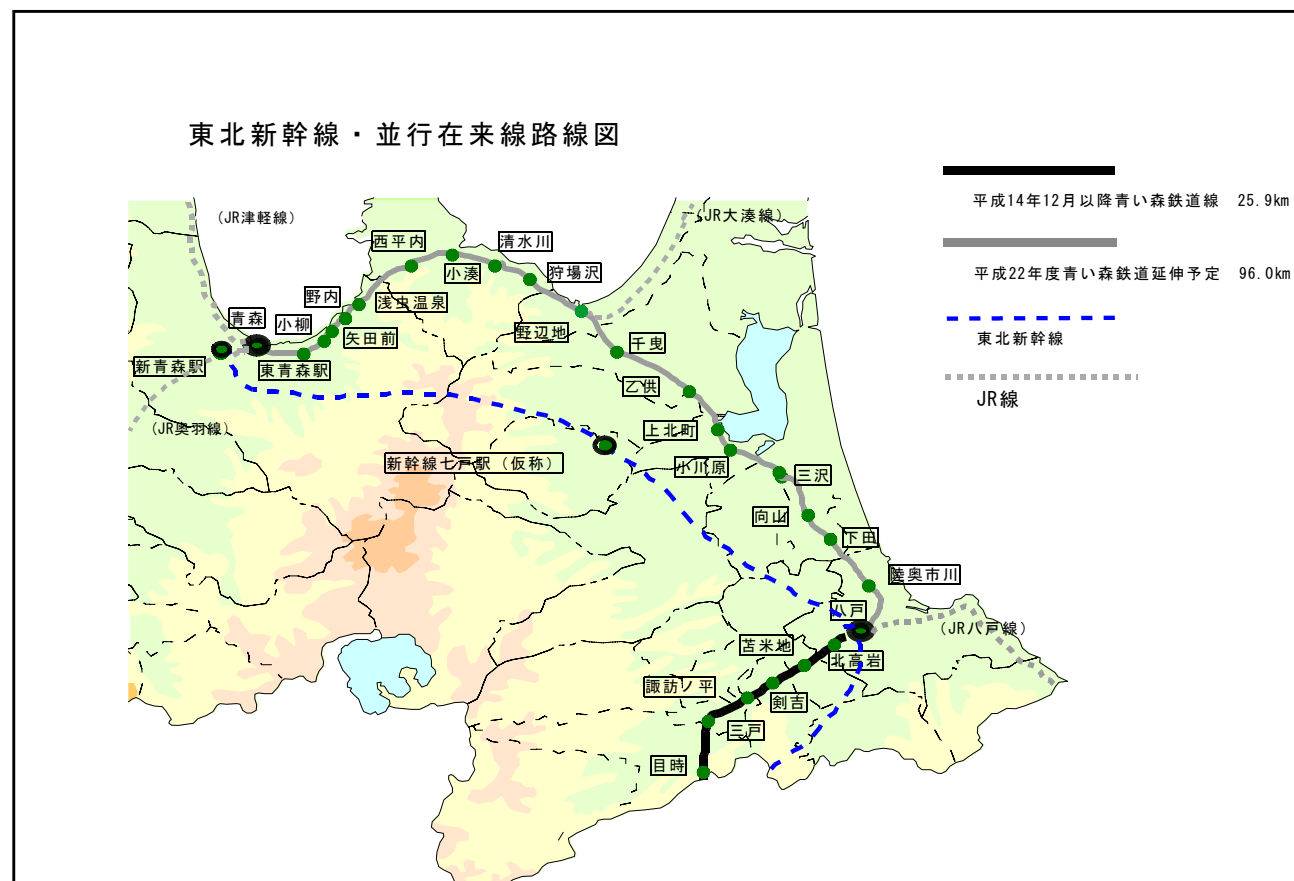 東北新幹線・並行在来線路線図
平成14年12月以降青い森鉄道線 25.9km
平成22年度青い森鉄道延伸予定 96.0km
東北新幹線
JR線
(JR津軽線)
(JR大湊線)
西平内
清水川
小湊
狩場沢
野内
浅虫温泉
青森
小柳
矢田前
野辺地
千曳
新青森駅
東青森駅
乙供
(JR奥羽線)
上北町
新幹線七戸駅(仮称)
小川原
三沢
向山
下田
陸奥市川
八戸
(JR八戸線)
苫米地
北高岩
諏訪ノ平
剣吉
三戸
目時